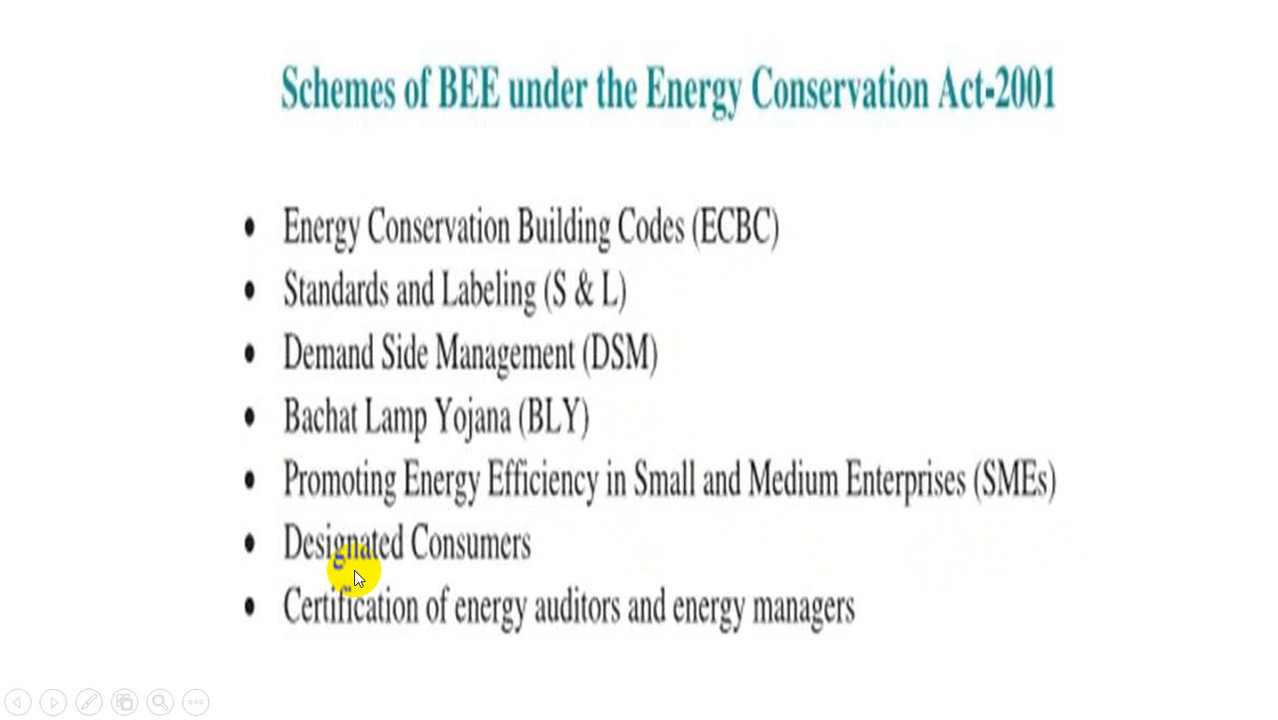 Schemes of BEE under the Energy Conservation Act-2001
• Energy Conservation Building Codes (ECBC)
• Standards and Labeling (S & L)
• Demand Side Management (DSM)
• Bachat Lamp Yojana (BLY)
• Promoting Energy Efficiency in Small and Medium Enterprises (SMEs)
• Designated Consumers
• Certification of energy auditors and energy managers